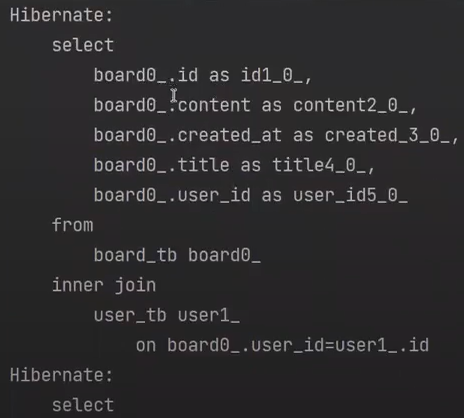 Hibernate:
    select
        board0_.id as id1_0_,
        board0_.content as content2_0_,
        board0_.created_at as created_3_0_,
        board0_.title as title4_0_,
        board0_.user_id as user_id5_0_
    from
        board_tb board0_
    inner join
        user_tb user1_
            on board0_.user_id=user1_.id
Hibernate:
    select